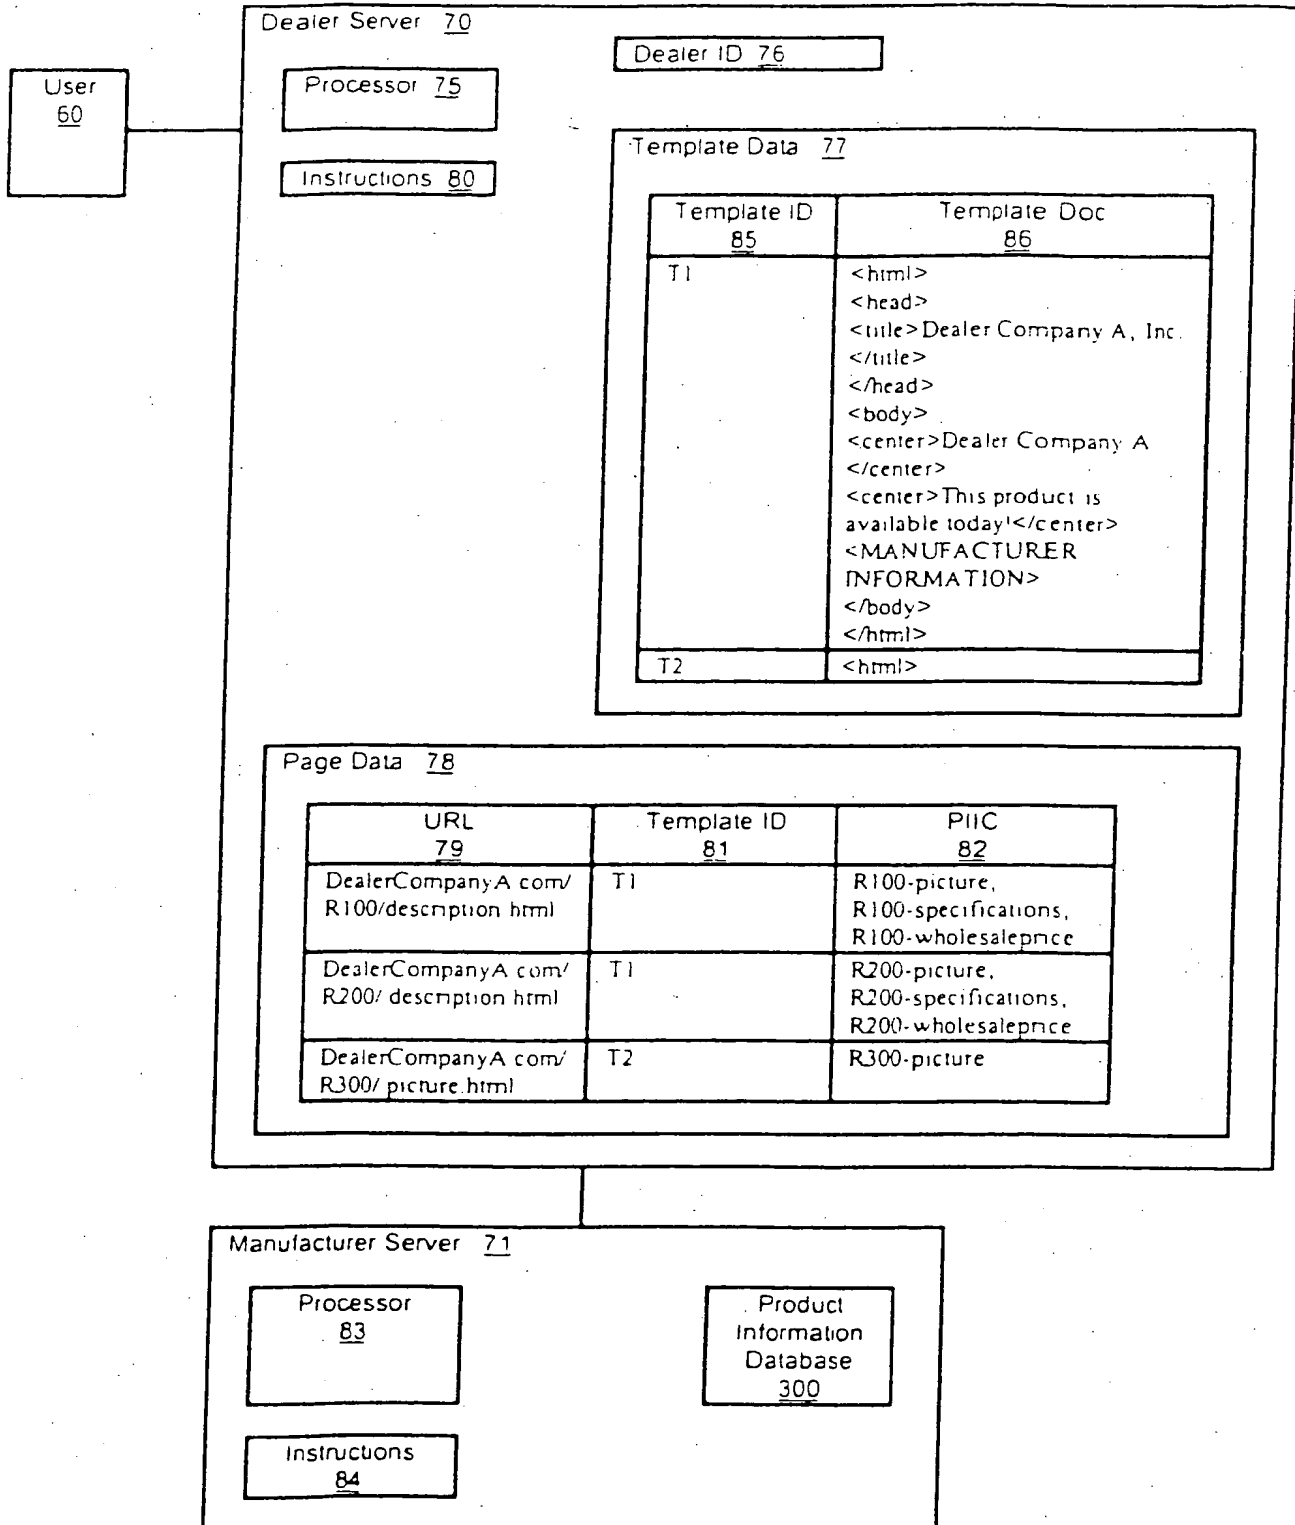 Dealer Server 70
Dealer ID 76
User
60
Processor 75
Instructions 80
Template Data 77
Template ID
85
Template Doc
86
T1
<html>
<head>
<title>Dealer Company A, Inc.
</title>
</head>
<body>
<center>Dealer Company A
</center>
<center>This product is
available today!</center>
<MANUFACTURER
INFORMATION>
</body>
</html>
T2
<html>
Page Data 78
URL
79
Template ID
81
PIIC
82
DealerCompanyA com/
R100/description html
T1
R100-picture,
R100-specifications,
R100-wholesaleprice
DealerCompanyA com/
R200/ description html
T1
R200-picture,
R200-specifications,
R200-wholesaleprice
DealerCompanyA com/
R300/ picture.html
T2
R300-picture
Manufacturer Server 71
Processor
83
Product
Information
Database
300
Instructions
84